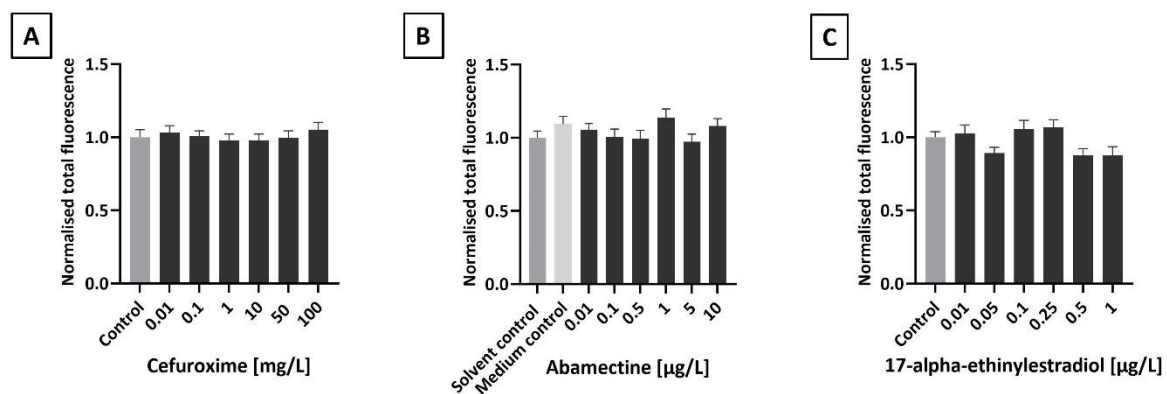 A
Normalised total fluorescence
1.5
1.0
0.5
0.0
Control
0.01
0.1
1
10
50
100
Cefuroxime [mg/L]
B
Normalised total fluorescence
1.5
1.0
0.5
0.0
Solvent control
Medium control
0.01
0.1
0.5
1
5
10
Abamectine [µg/L]
C
Normalised total fluorescence
1.5
1.0
0.5
0.0
Control
0.01
0.05
0.1
0.25
0.5
1
17-alpha-ethinylestradiol [µg/L]